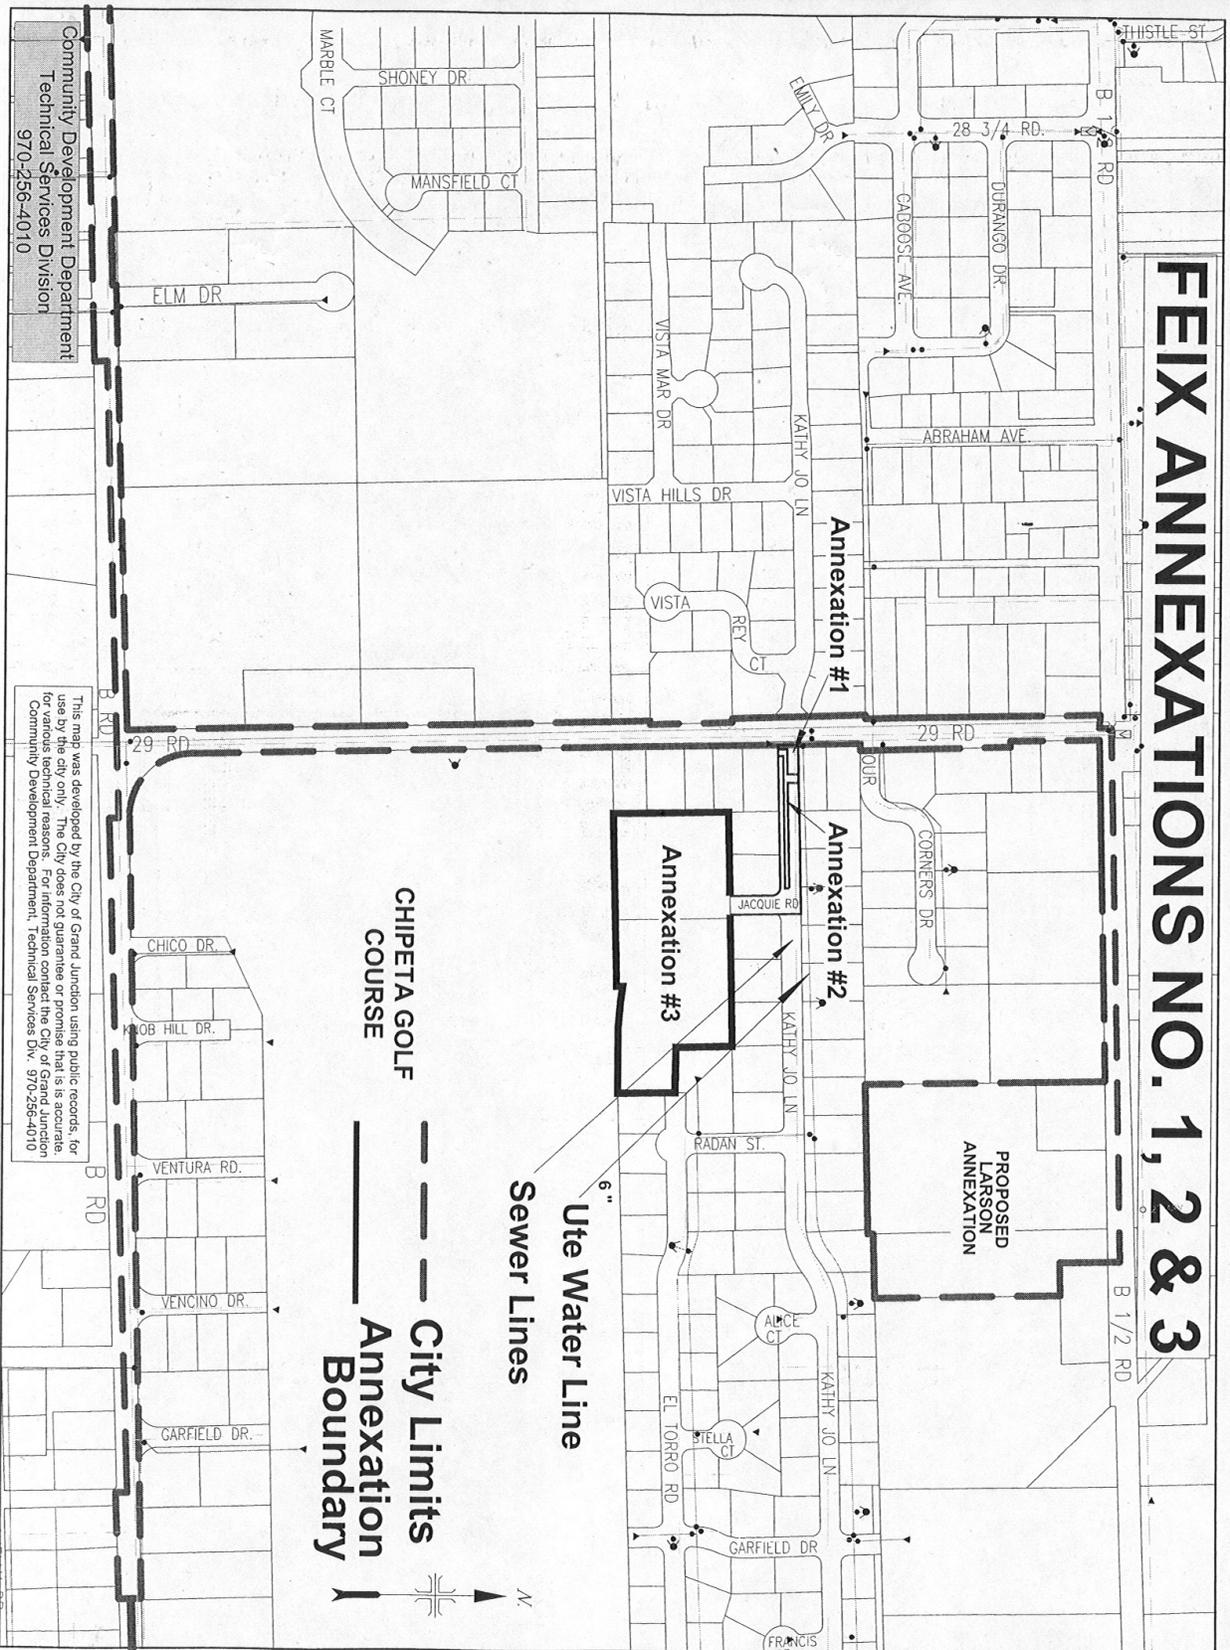 FEIX ANNEXATIONS NO. 1, 2 & 3
THISTLE ST
B 1/2 RD
28 3/4 RD.
EMILY DR
DURANGO DR.
CABOOSE AVE.
ABRAHAM AVE.
MARBLE CT
SHONEY DR
MANSFIELD CT
ELM DR
VISTA MAR DR
KATHY JO LN
VISTA HILLS DR
VISTA
REY
CT
Annexation #1
29 RD
29 RD
B RD
OUR
CORNERS DR
Annexation #2
JACQUIE RD
Annexation #3
KATHY JO LN
RADAN ST.
PROPOSED
LARSON
ANNEXATION
B 1/2 RD
CHIPETA GOLF
COURSE
CHICO DR.
KNOB HILL DR.
VENTURA RD.
B RD
VENCINO DR.
GARFIELD DR.
6"
Ute Water Line
Sewer Lines
ALICE
CT
STELLA
CT
KATHY JO LN
EL TORRO RD
GARFIELD DR
FRANCIS
City Limits
Annexation
Boundary
N.
Community Development Department
Technical Services Division
970-256-4010
This map was developed by the City of Grand Junction using public records, for
use by the city only. The City does not guarantee or promise that is is accurate.
for various technical reasons. For information contact the City of Grand Junction
Community Development Department, Technical Services Div. 970-256-4010